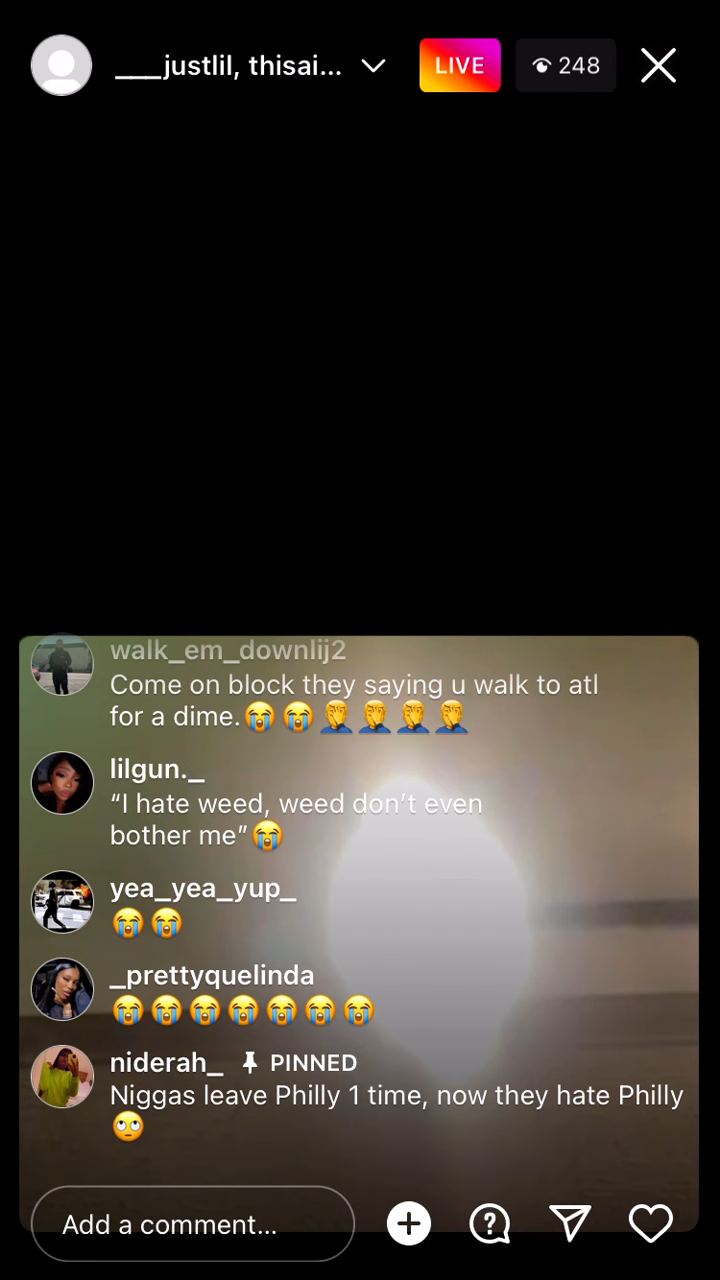 ___justlil, thisai...
LIVE
248
walk_em_downlij2
Come on block they saying u walk to atl
for a dime.😭😭🤦🤦🤦🤦
lilgun._
“I hate weed, weed don’t even
bother me”😭
yea_yea_yup_
😭😭
_prettyquelinda
😭😭😭😭😭😭😭
niderah_ PINNED
Niggas leave Philly 1 time, now they hate Philly
🙄
Add a comment...